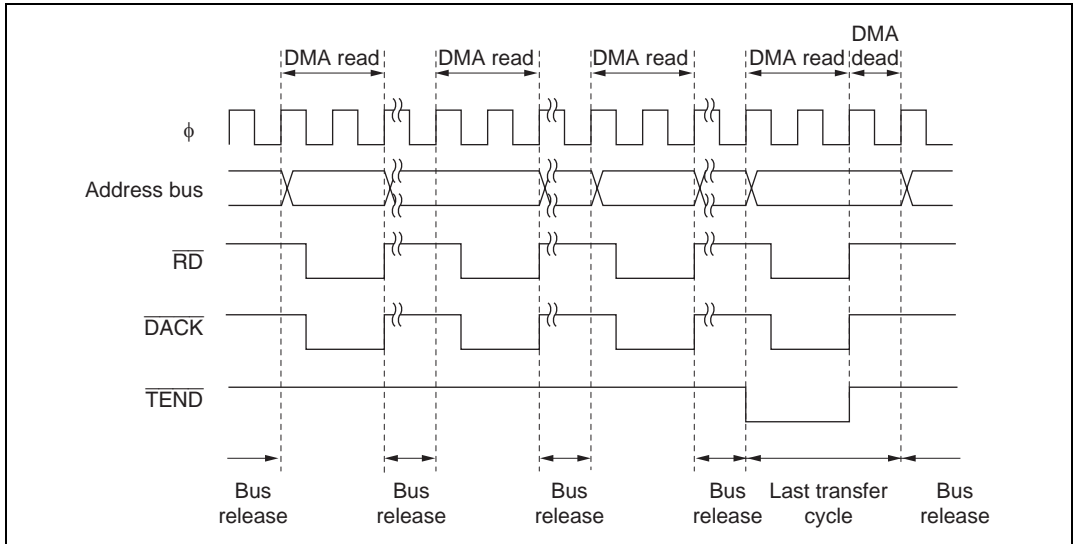 DMA read
DMA read
DMA read
DMA read
DMA
dead
ϕ
Address bus
RD
DACK
TEND
Bus
release
Bus
release
Bus
release
Bus
release
Last transfer
cycle
Bus
release